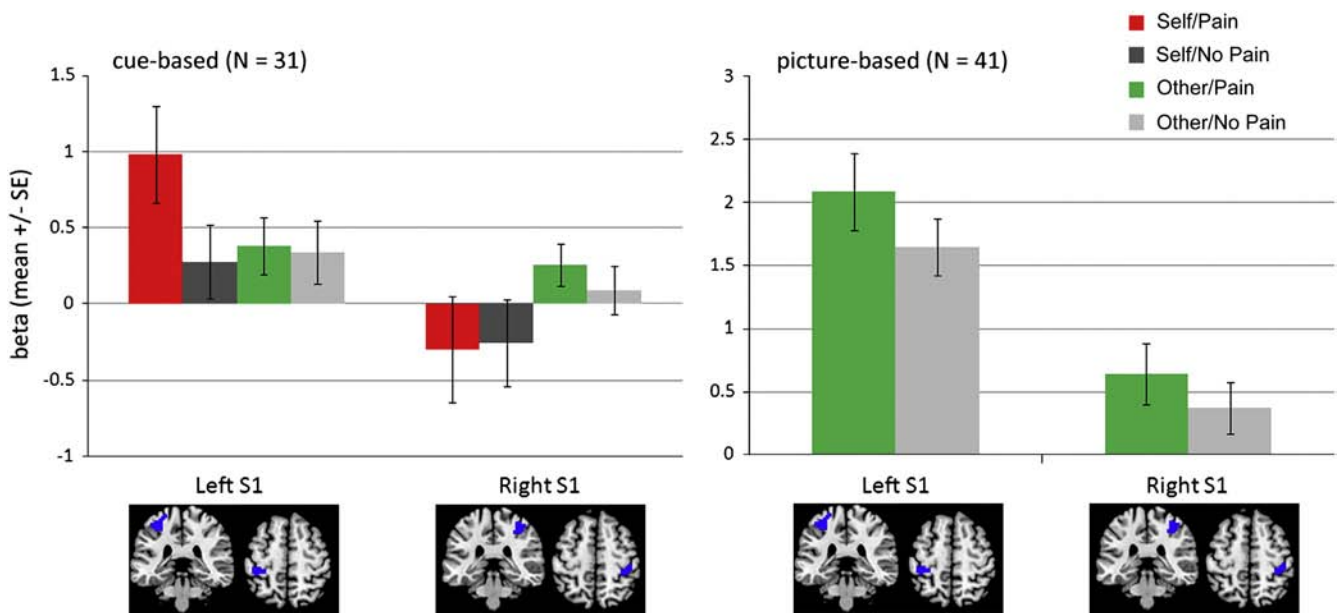 Self/Pain
Self/No Pain
Other/Pain
Other/No Pain
cue-based (N = 31)
picture-based (N = 41)
beta (mean +/- SE)
1.5
1
0.5
0
-0.5
-1
3
2.5
2
1.5
1
0.5
0
Left S1
Right S1
Left S1
Right S1